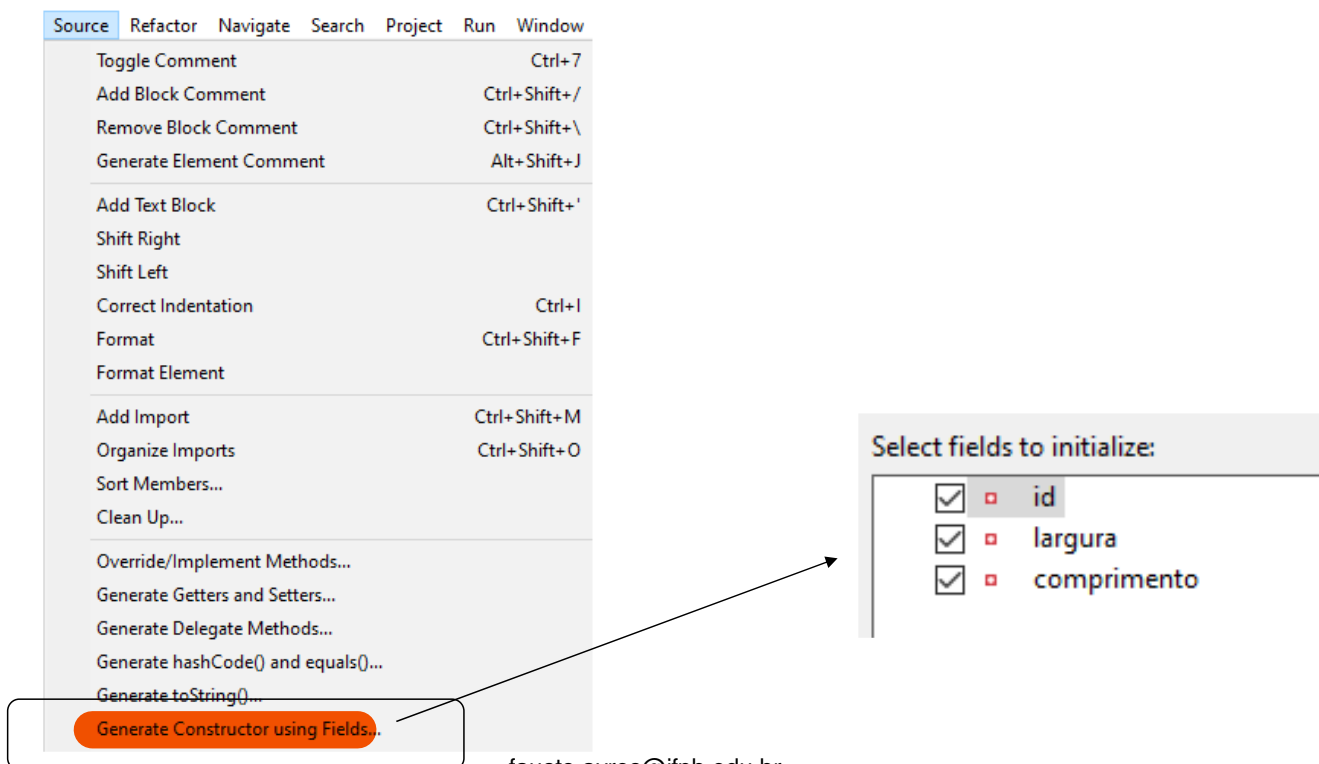 Source Refactor Navigate Search Project Run Window
Toggle Comment Ctrl+7
Add Block Comment Ctrl+Shift+/
Remove Block Comment Ctrl+Shift+\
Generate Element Comment Alt+Shift+J
Add Text Block Ctrl+Shift+'
Shift Right
Shift Left
Correct Indentation Ctrl+I
Format Ctrl+Shift+F
Format Element
Add Import Ctrl+Shift+M
Organize Imports Ctrl+Shift+O
Sort Members...
Clean Up...
Override/Implement Methods...
Generate Getters and Setters...
Generate Delegate Methods...
Generate hashCode() and equals()...
Generate toString()...
Generate Constructor using Fields...
Select fields to initialize:
id
largura
comprimento